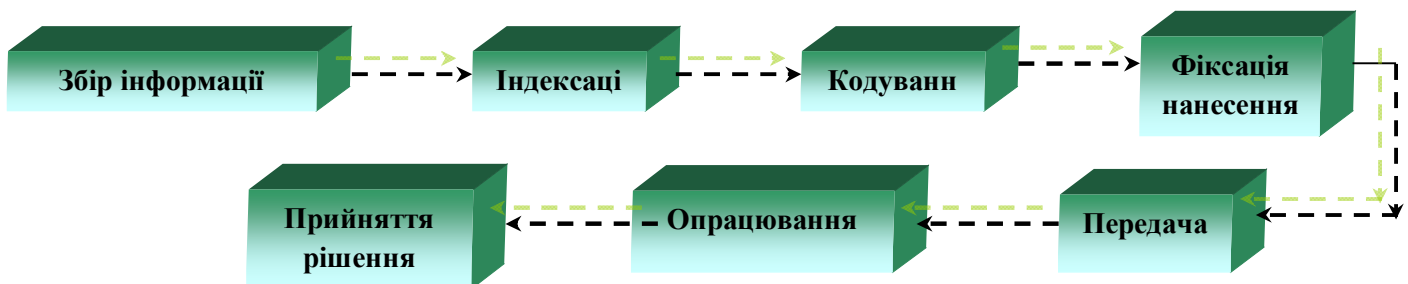 Збір інформації
Індексаці
Кодуванн
Фіксація
нанесення
Передача
Опрацювання
Прийняття
рішення